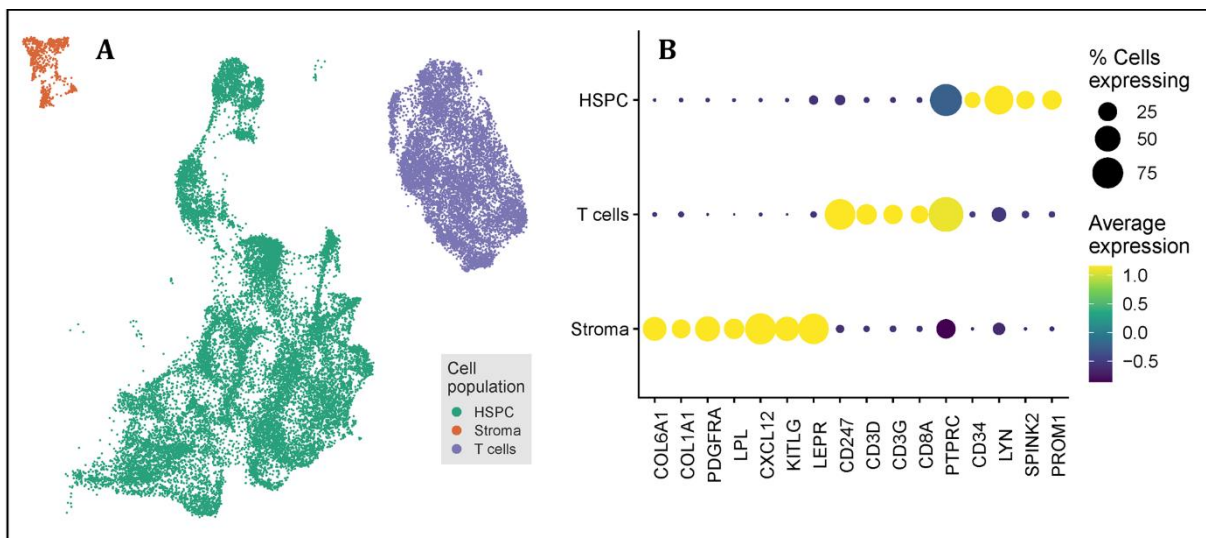 A
Cell
population
HSPC
Stroma
T cells
B
HSPC
T cells
Stroma
COL6A1
COL1A1
PDGFRA
LPL
CXCL12
KITLG
LEPR
CD247
CD3D
CD3G
CD8A
PTPRC
CD34
LYN
SPINK2
PROM1
% Cells
expressing
25
50
75
Average
expression
1.0
0.5
0.0
−0.5